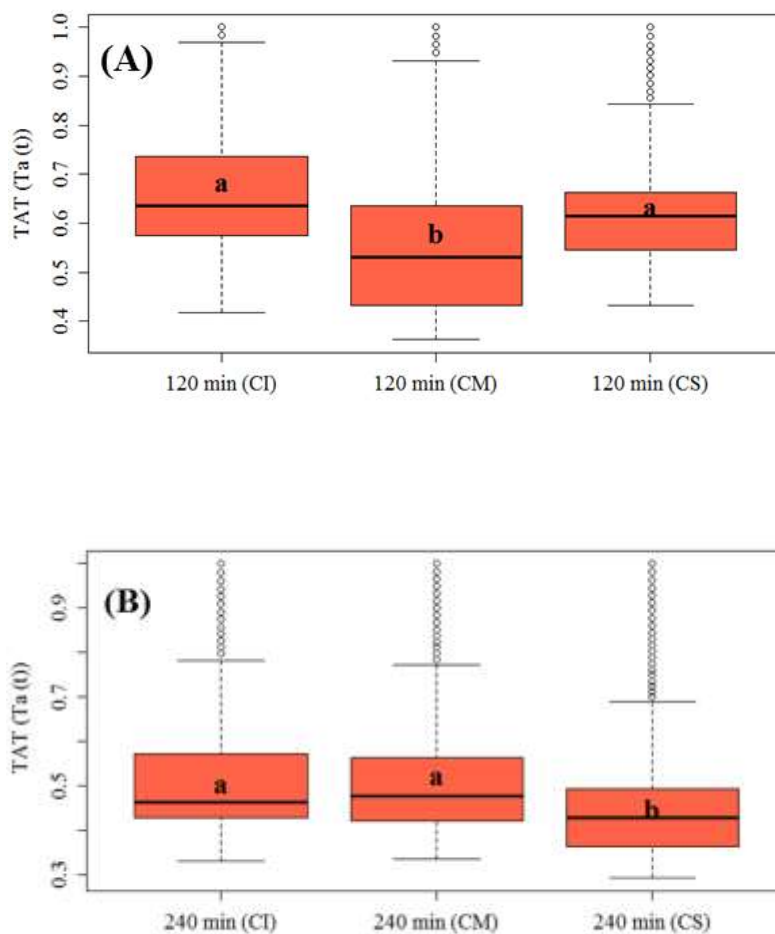 (A)
TAT (Ta (t))
1.0
0.9
0.8
0.7
0.6
0.5
0.4
a
b
a
120 min (CI) 120 min (CM) 120 min (CS)
(B)
TAT (Ta (t))
0.9
0.7
0.5
0.3
a
a
b
240 min (CI) 240 min (CM) 240 min (CS)